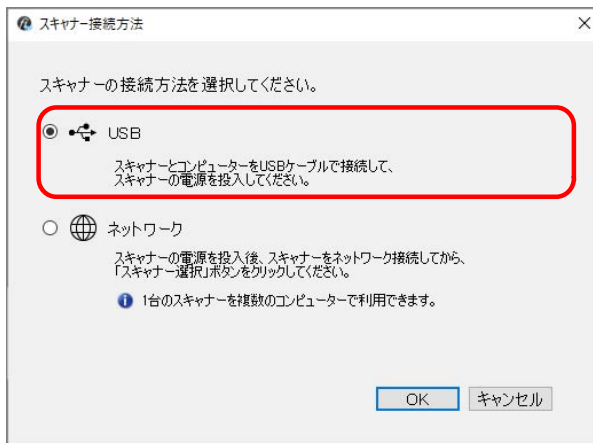 スキャナー接続方法
スキャナーの接続方法を選択してください。
USB
スキャナーとコンピューターをUSBケーブルで接続して、
スキャナーの電源を投入してください。
ネットワーク
スキャナーの電源を投入後、スキャナーをネットワーク接続してから、
「スキャナー選択」ボタンをクリックしてください。
1台のスキャナーを複数のコンピューターで利用できます。
OK キャンセル